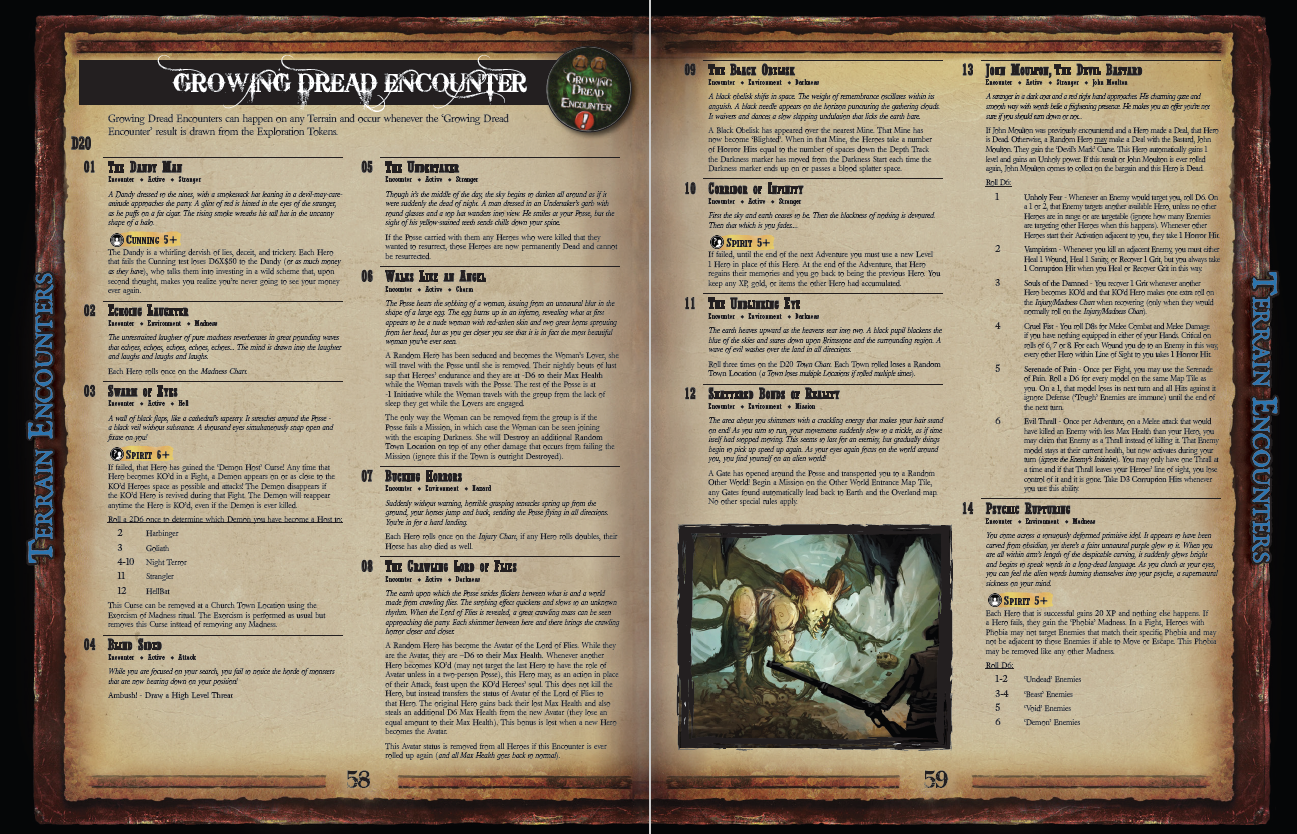 GROWING DREAD ENCOUNTER
GROWING
DREAD
ENCOUNTER
!
Growing Dread Encounters can happen on any Terrain and occur whenever the 'Growing Dread
Encounter' result is drawn from the Exploration Tokens.
D20
01 THE DANDY MAN
Encounter • Active • Stranger
A Dandy dressed to the nines, with a smokesack hat leaning in a devil-may-care-
attitude approaches the party. A glint of red is hinted in the eyes of the stranger,
as he puffs on a fat cigar. The rising smoke wreaths his tall hat in the uncanny
shape of a halo.
CUNNING 5+
The Dandy is a whirling dervish of lies, deceit, and trickery. Each Hero
that fails the Cunning test loses D6X$50 to the Dandy (or as much money
as they have), who talks them into investing in a wild scheme that, upon
second thought, makes you realize you're never going to see your money
ever again.
02 ECHOING LAUGHTER
Encounter • Environment • Madness
The unrestrained laughter of pure madness reverberates in great pounding waves
that echoes, echoes, echoes, echoes, echoes... The mind is drawn into the laughter
and laughs and laughs and laughs.
Each Hero rolls once on the Madness Chart.
03 SWARM OF EYES
Encounter • Active • Hell
A wall of black flaps, like a cathedral's tapestry. It stretches around the Posse -
a black veil without substance. A thousand eyes simultaneously snap open and
fixate on you!
SPIRIT 6+
If failed, that Hero has gained the 'Demon Host' Curse! Any time that
Hero becomes KO'd in a Fight, a Demon appears on or as close to the
KO'd Heroes space as possible and attacks! The Demon disappears if
the KO'd Hero is revived during that Fight. The Demon will reappear
anytime the Hero is KO'd, even if the Demon is ever killed.
Roll a 2D6 once to determine which Demon you have become a Host to:
2 Harbinger
3 Goliath
4-10 Night Terror
11 Strangler
12 HellBat
This Curse can be removed at a Church Town Location using the
Exorcism of Madness ritual. The Exorcism is performed as usual but
removes this Curse instead of removing any Madness.
04 BLIND SIDED
Encounter • Active • Attack
While you are focused on your search, you fail to notice the horde of monsters
that are now bearing down on your position!
Ambush! - Draw a High Level Threat
05 THE UNDERTAKER
Encounter • Active • Stranger
Though it's the middle of the day, the sky begins to darken all around as if it
were suddenly the dead of night. A man dressed in an Undertaker's garb with
round glasses and a top hat wanders into view. He smiles at your Posse, but the
sight of his yellow-stained teeth sends chills down your spine.
If the Posse carried with them any Heroes who were killed that they
wanted to resurrect, those Heroes are now permanently Dead and cannot
be resurrected.
06 WALKS LIKE AN ANGEL
Encounter • Active • Charm
The Posse hears the sobbing of a woman, issuing from an unnatural blur in the
shape of a large egg. The egg burns up in an inferno, revealing what at first
appears to be a nude woman with red-ashen skin and two great horns sprouting
from her head, but as you get closer you see that it is in fact the most beautiful
woman you've ever seen.
A Random Hero has been seduced and becomes the Woman's Lover, she
will travel with the Posse until she is removed. Their nightly bouts of lust
sap that Heroes' endurance and they are at -D6 to their Max Health
while the Woman travels with the Posse. The rest of the Posse is at
-1 Initiative while the Woman travels with the group from the lack of
sleep they get while the Lovers are engaged.
The only way the Woman can be removed from the group is if the
Posse fails a Mission, in which case the Woman can be seen joining
with the escaping Darkness. She will Destroy an additional Random
Town Location on top of any other damage that occurs from failing the
Mission (ignore this if the Town is outright Destroyed).
07 BUCKING HORRORS
Encounter • Environment • Hazard
Suddenly without warning, horrible grasping tentacles spring up from the
ground, your horses jump and buck, sending the Posse flying in all directions.
You're in for a hard landing.
Each Hero rolls once on the Injury Chart, if any Hero rolls doubles, their
Horse has also died as well.
08 THE CRAWLING LORD OF FLIES
Encounter • Active • Darkness
The earth upon which the Posse strides flickers between what is and a world
made from crawling flies. The strobing effect quickens and slows to an unknown
rhythm. When the Lord of Flies is revealed, a great crawling mass can be seen
approaching the party. Each shimmer between here and there brings the crawling
horror closer and closer.
A Random Hero has become the Avatar of the Lord of Flies. While they
are the Avatar, they are -D6 to their Max Health. Whenever another
Hero becomes KO'd (may not target the last Hero to have the role of
Avatar unless in a two-person Posse), this Hero may, as an action in place
of their Attack, feast upon the KO'd Heroes' soul. This does not kill the
Hero, but instead transfers the status of Avatar of the Lord of Flies to
that Hero. The original Hero gains back their lost Max Health and also
steals an additional D6 Max Health from the new Avatar (they lose an
equal amount to their Max Health), This bonus is lost when a new Hero
becomes the Avatar.
This Avatar status is removed from all Heroes if this Encounter is ever
rolled up again (and all Max Health goes back to normal).
58
TERRAIN ENCOUNTERS
09 THE BLACK OBELISK
Encounter • Environment • Darkness
A black obelisk shifts in space. The weight of remembrance oscillates within its
anguish. A black needle appears on the horizon puncturing the gathering clouds.
It waivers and dances a slow slapping undulation that licks the earth bare.
A Black Obelisk has appeared over the nearest Mine. That Mine has
now become 'Blighted'. When in that Mine, the Heroes take a number
of Horror Hits equal to the number of spaces down the Depth Track
the Darkness marker has moved from the Darkness Start each time the
Darkness marker ends up on or passes a blood splatter space.
10 CORRIDOR OF INFINITY
Encounter • Active • Stranger
First the sky and earth ceases to be. Then the blackness of nothing is devoured.
Then that which is you fades...
SPIRIT 5+
If failed, until the end of the next Adventure you must use a new Level
1 Hero in place of this Hero. At the end of the Adventure, that Hero
regains their memories and you go back to being the previous Hero. You
keep any XP, gold, or items the other Hero had accumulated.
11 THE UNBLINKING EYE
Encounter • Environment • Darkness
The earth heaves upward as the heavens tear into two. A black pupil blackens the
blue of the skies and stares down upon Brimstone and the surrounding region. A
wave of evil washes over the land in all directions.
Roll three times on the D20 Town Chart. Each Town rolled loses a Random
Town Location (a Town loses multiple Locations if rolled multiple times).
12 SHATTERED BONDS OF REALITY
Encounter • Environment • Mission
The area about you shimmers with a crackling energy that makes your hair stand
on end! As you turn to run, your movements suddenly slow to a trickle, as if time
itself had stopped moving. This seems to last for an eternity, but gradually things
begin to pick up speed up again. As your eyes again focus on the world around
you, you find yourself on an alien world!
A Gate has opened around the Posse and transported you to a Random
Other World! Begin a Mission on the Other World Entrance Map Tile,
any Gates found automatically lead back to Earth and the Overland map.
No other special rules apply.
13 JOHN MOULTON, THE DEVIL BASTARD
Encounter • Active • Stranger • John Moulton
A stranger in a dark coat and a red right hand approaches. His charming gate and
smooth way with words belie a frightening presence. He makes you an offer you're not
sure if you should turn down or not...
If John Moulton was previously encountered and a Hero made a Deal, that Hero
is Dead. Otherwise, a Random Hero may make a Deal with the Bastard, John
Moulton. They gain the 'Devil's Mark' Curse. This Hero automatically gains 1
level and gains an Unholy power. If this result or John Moulton is ever rolled
again, John Moulton comes to collect on the bargain and this Hero is Dead.
Roll D6:
1 Unholy Fear - Whenever an Enemy would target you, roll D6. On
a 1 or 2, that Enemy targets another available Hero, unless no other
Heroes are in range or are targetable (ignore how many Enemies
are targeting other Heroes when this happens). Whenever other
Heroes start their Activation adjacent to you, they take 1 Horror Hit.
2 Vampirism - Whenever you kill an adjacent Enemy, you must either
Heal 1 Wound, Heal 1 Sanity, or Recover 1 Grit, but you always take
1 Corruption Hit when you Heal or Recover Grit in this way.
3 Souls of the Damned - You recover 1 Grit whenever another
Hero becomes KO'd and that KO'd Hero makes one extra roll on
the Injury/Madness Chart when recovering (only when they would
normally roll on the Injury/Madness Chart).
4 Cruel Fist - You roll D8s for Melee Combat and Melee Damage
if you have nothing equipped in either of your Hands. Critical on
rolls of 6, 7 or 8. For each Wound you do to an Enemy in this way,
every other Hero within Line of Sight to you takes 1 Horror Hit.
5 Serenade of Pain - Once per Fight, you may use the Serenade
of Pain. Roll a D6 for every model on the same Map Tile as
you. On a 1, that model loses its next turn and all Hits against it
ignore Defense ('Tough' Enemies are immune) until the end of
the next turn.
6 Evil Thrall - Once per Adventure, on a Melee attack that would
have killed an Enemy with less Max Health than your Hero, you
may claim that Enemy as a Thrall instead of killing it. That Enemy
model stays at their current health, but now activates during your
turn (ignore the Enemy's Initiative). You may only have one Thrall at
a time and if that Thrall leaves your Heroes' line of sight, you lose
control of it and it is gone. Take D3 Corruption Hits whenever
you use this ability.
14 PSYCHIC RUPTURING
Encounter • Environment • Madness
You come across a tortuously deformed primitive idol. It appears to have been
carved from obsidian, yet there's a faint unnatural purple glow to it. When you
are all within arm's length of the despicable carving, it suddenly glows bright
and begins to speak words in a long-dead language. As you clutch at your eyes,
you can feel the alien words burning themselves into your psyche, a supernatural
sickness on your mind.
SPIRIT 5+
Each Hero that is successful gains 20 XP and nothing else happens. If
a Hero fails, they gain the 'Phobia' Madness. In a Fight, Heroes with
Phobia may not target Enemies that match their specific Phobia and may
not be adjacent to those Enemies if able to Move or Escape. This Phobia
may be removed like any other Madness.
Roll D6:
1-2 'Undead' Enemies
3-4 'Beast' Enemies
5 'Void' Enemies
6 'Demon' Enemies
59
TERRAIN ENCOUNTERS